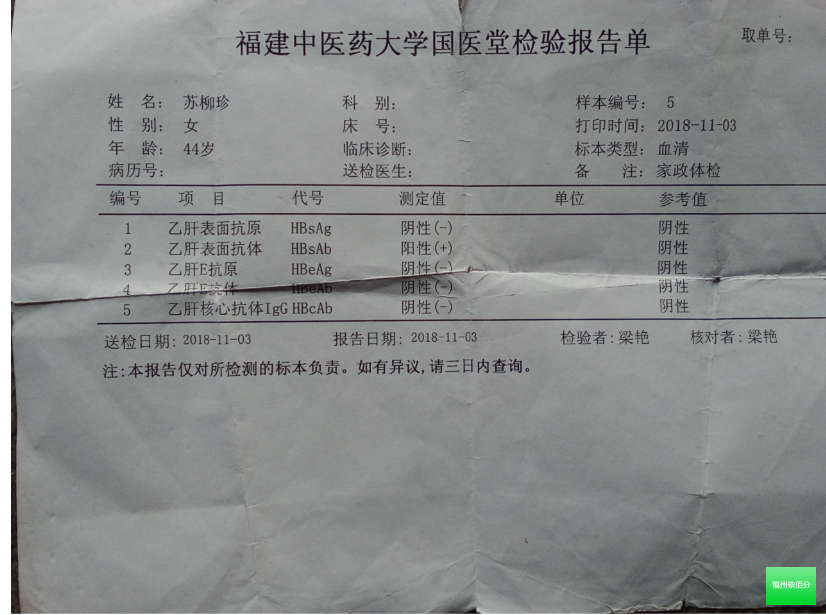 福建中医药大学国医堂检验报告单
取单号:
姓 名: 苏柳珍 科 别: 样本编号: 5
性 别: 女 床 号: 打印时间: 2018-11-03
年 龄: 44岁 临床诊断: 标本类型: 血清
病历号: 送检医生: 备 注: 家政体检
编号 项 目 代号 测定值 单位 参考值
1 乙肝表面抗原 HBsAg 阴性(-) 阴性
2 乙肝表面抗体 HBsAb 阳性(+) 阴性
3 乙肝E抗原 HBeAg 阴性(-) 阴性
4 乙肝E抗体 HBeAb 阴性(-) 阴性
5 乙肝核心抗体IgG HBcAb 阴性(-) 阴性
送检日期: 2018-11-03 报告日期: 2018-11-03 检验者: 梁艳 核对者: 梁艳
注:本报告仅对所检测的标本负责。如有异议,请三日内查询。
福州依佰分